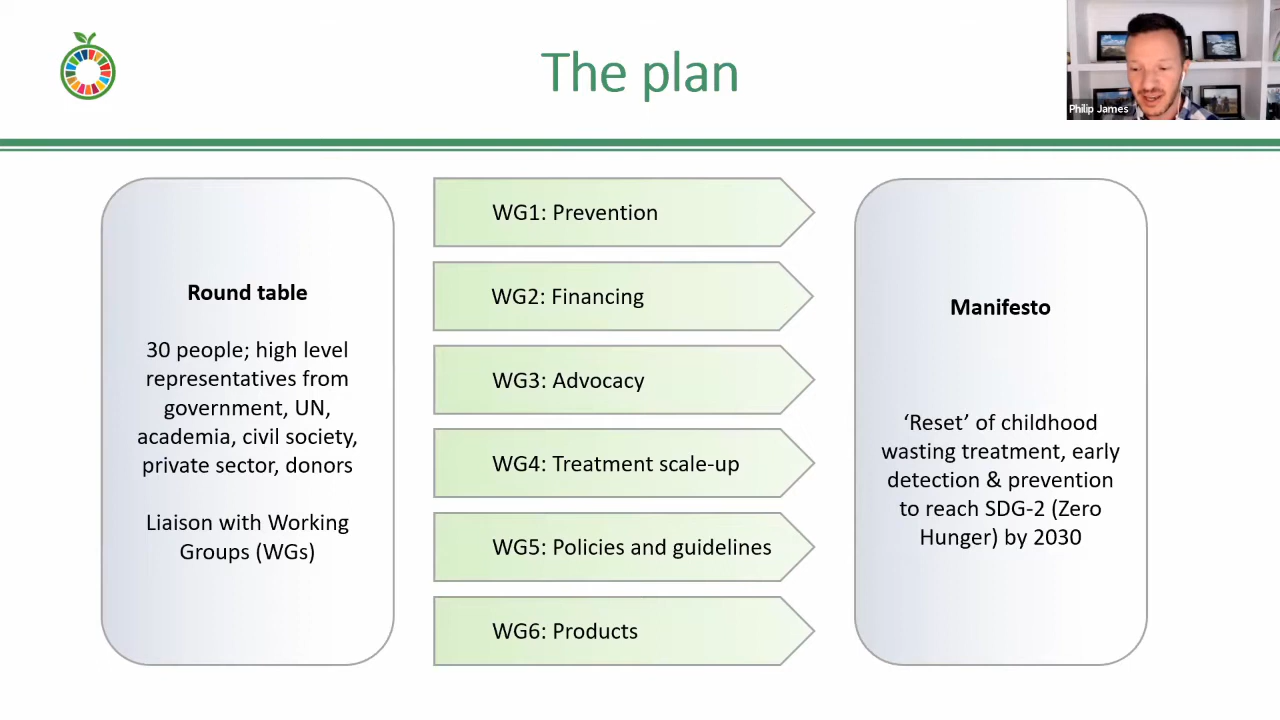 The plan
Philip James
Round table
30 people; high level
representatives from
government, UN,
academia, civil society,
private sector, donors
Liaison with Working
Groups (WGs)
WG1: Prevention
WG2: Financing
WG3: Advocacy
WG4: Treatment scale-up
WG5: Policies and guidelines
WG6: Products
Manifesto
‘Reset’ of childhood
wasting treatment, early
detection & prevention
to reach SDG-2 (Zero
Hunger) by 2030